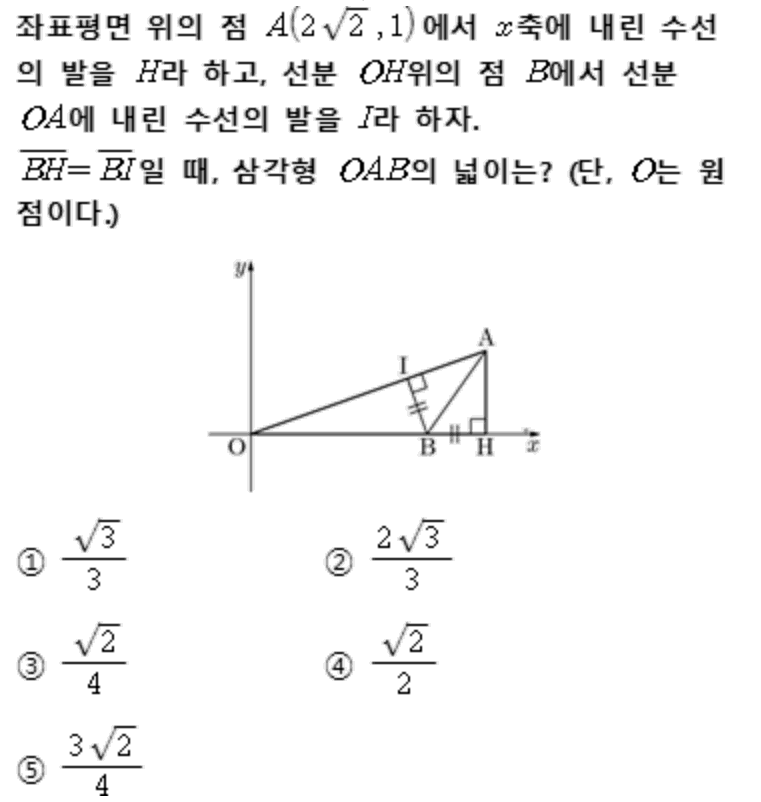 좌표평면 위의 점 A(2√2 ,1)에서 x축에 내린 수선
의 발을 H라 하고, 선분 OH위의 점 B에서 선분
OA에 내린 수선의 발을 I라 하자.
B̅H̅=B̅I̅일 때, 삼각형 OAB의 넓이는? (단, O는 원
점이다.)
y
A
I
O B H x
① √3/3 ② 2√3/3
③ √2/4 ④ √2/2
⑤ 3√2/4